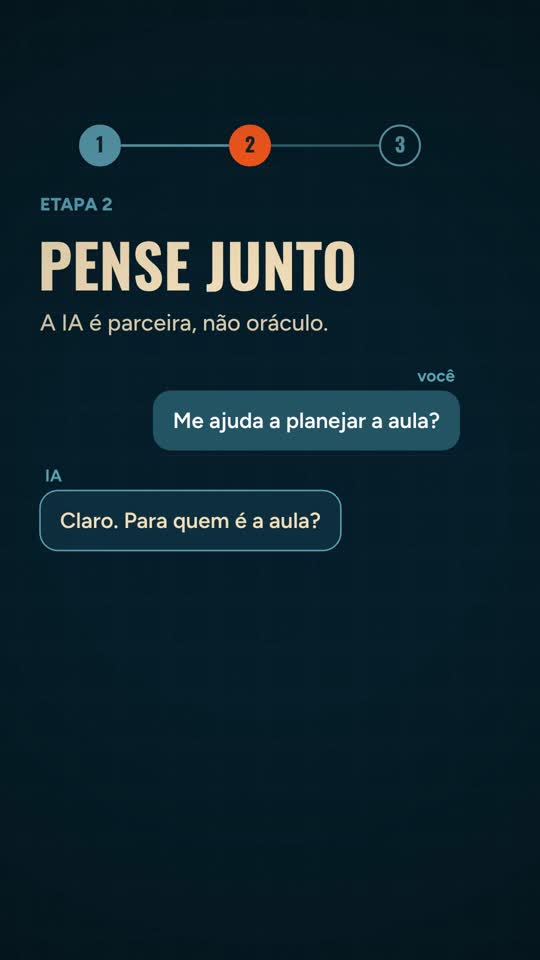 1 2 3
ETAPA 2
PENSE JUNTO
A IA é parceira, não oráculo.
você
Me ajuda a planejar a aula?
IA
Claro. Para quem é a aula?